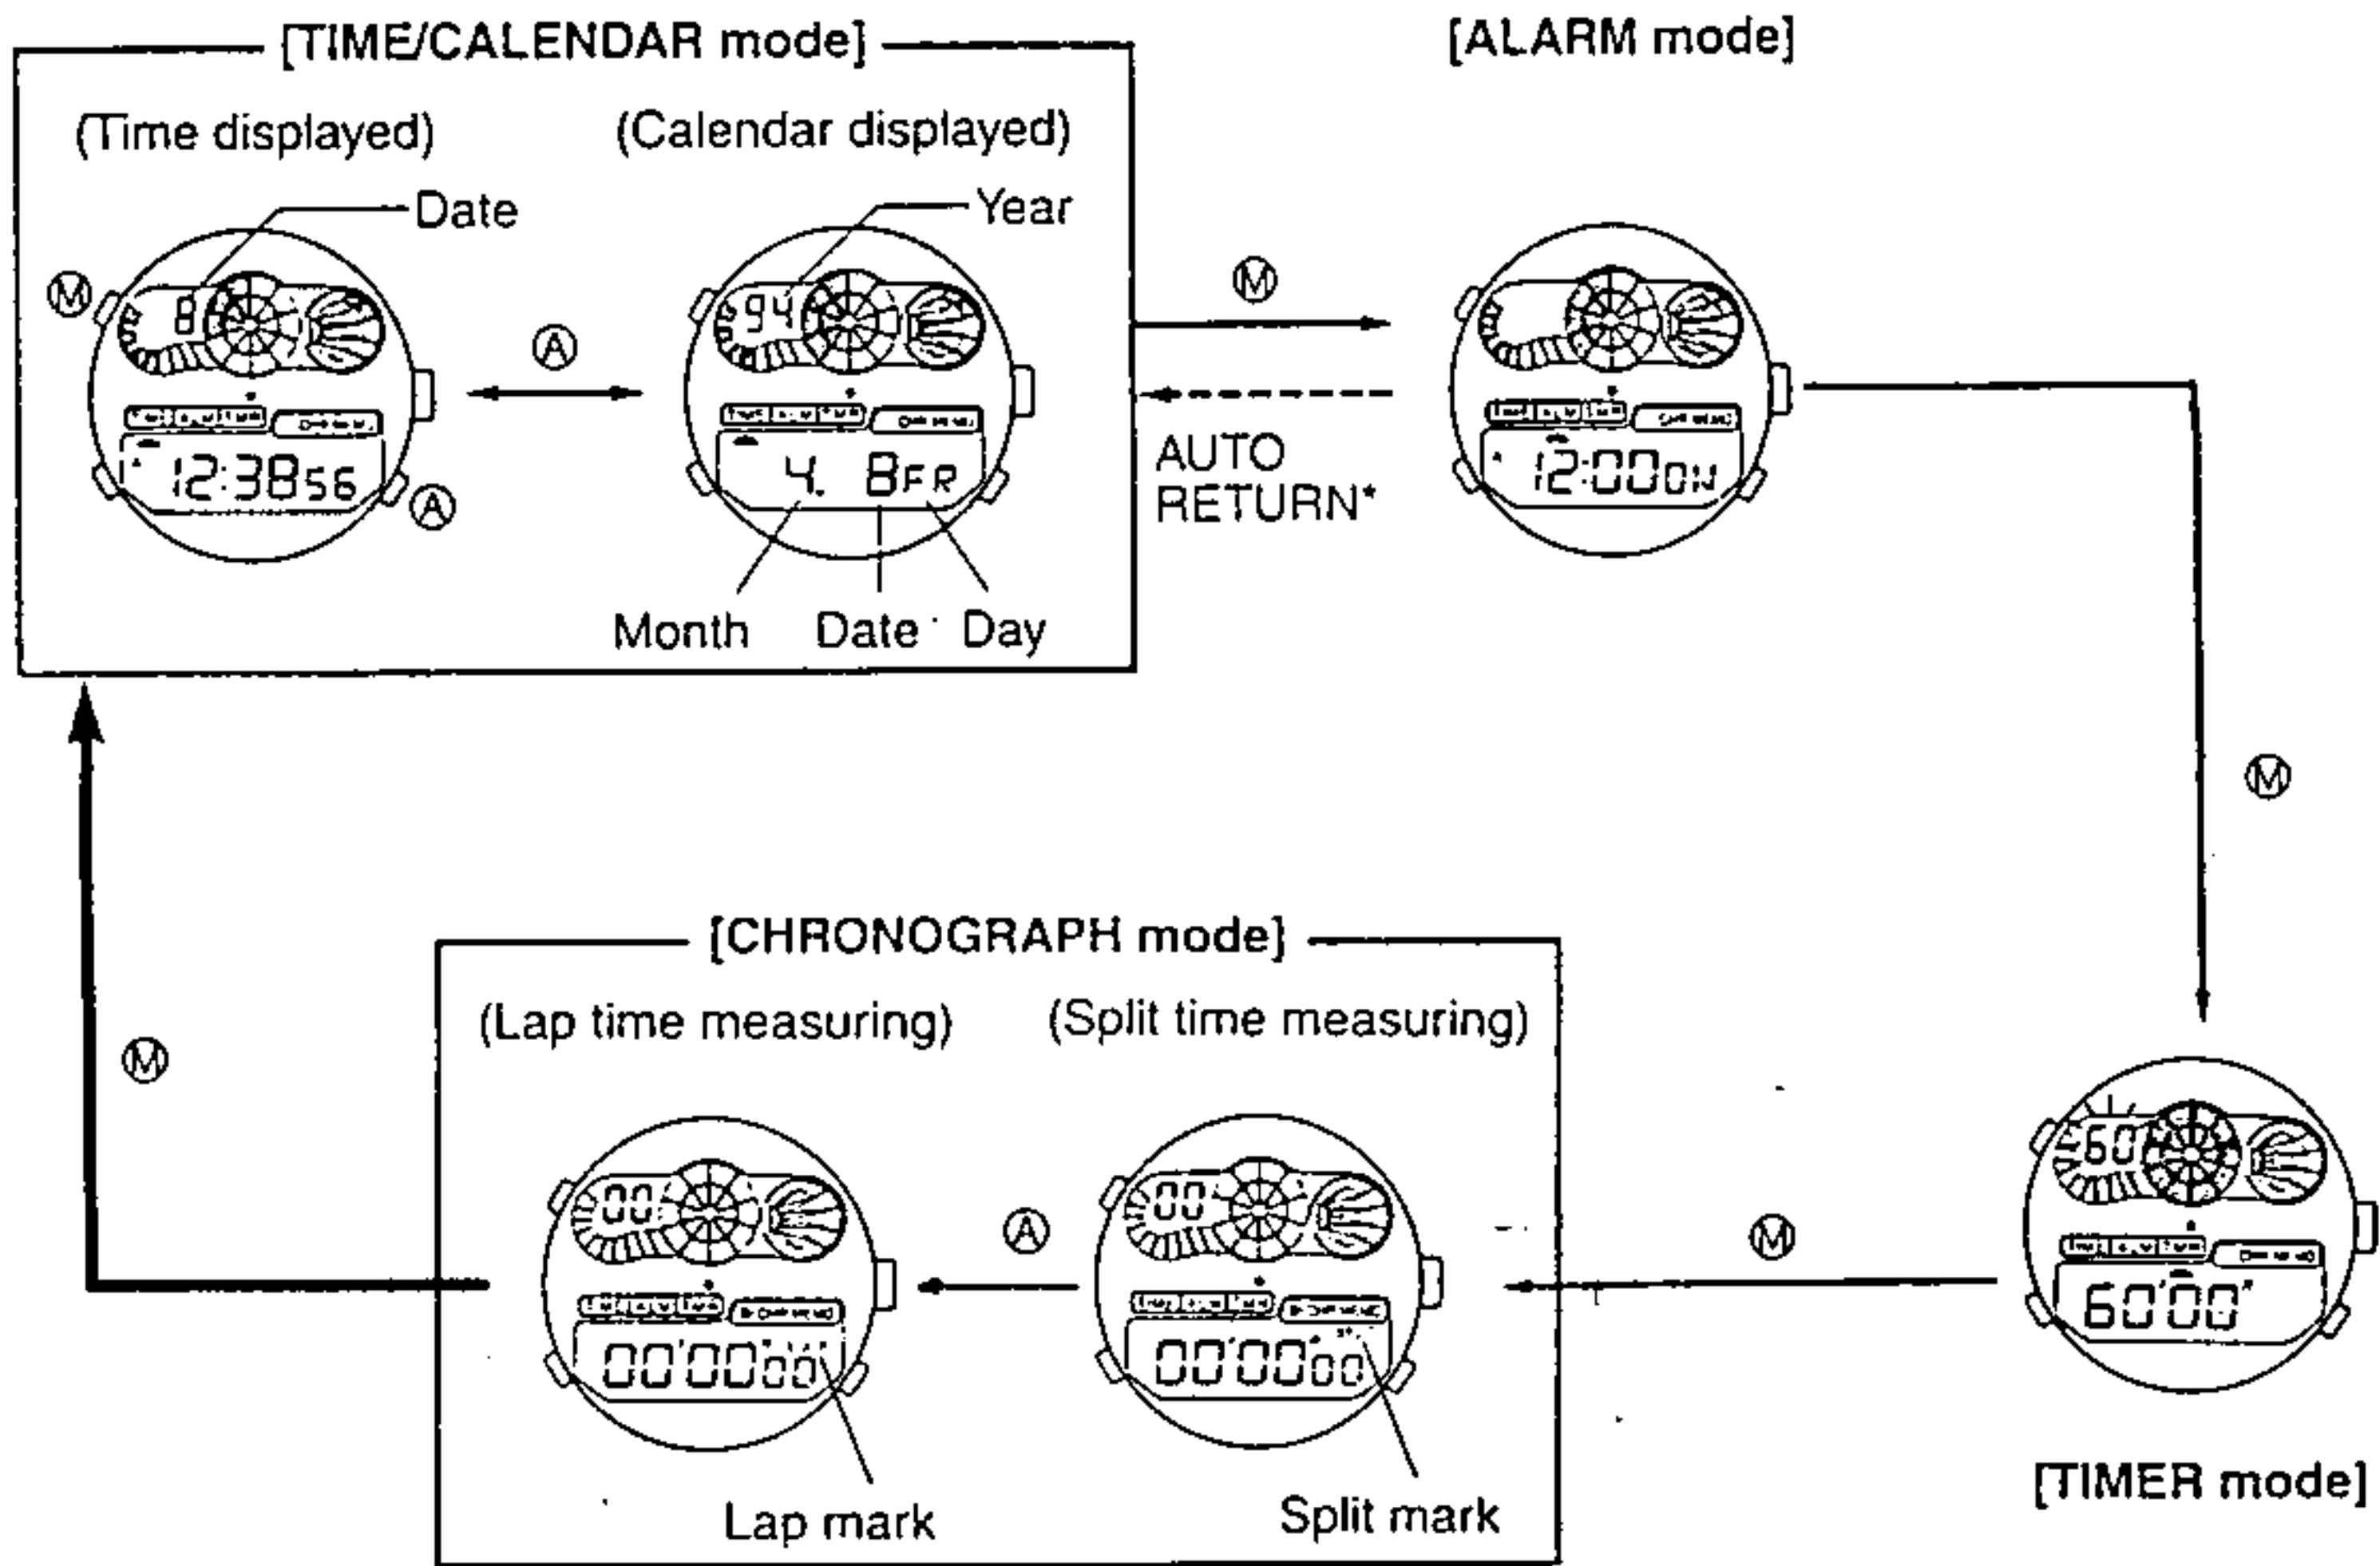 [TIME/CALENDAR mode]
[ALARM mode]
(Time displayed)
(Calendar displayed)
Date
Year
M
8
94
M
A
12:38 56
A
4. 8 FR
AUTO
RETURN*
12:00 ON
Month
Date
Day
M
[CHRONOGRAPH mode]
(Lap time measuring)
(Split time measuring)
M
00
00
60
A
M
00'00"00
00'00"00
60'00"
Lap mark
Split mark
[TIMER mode]